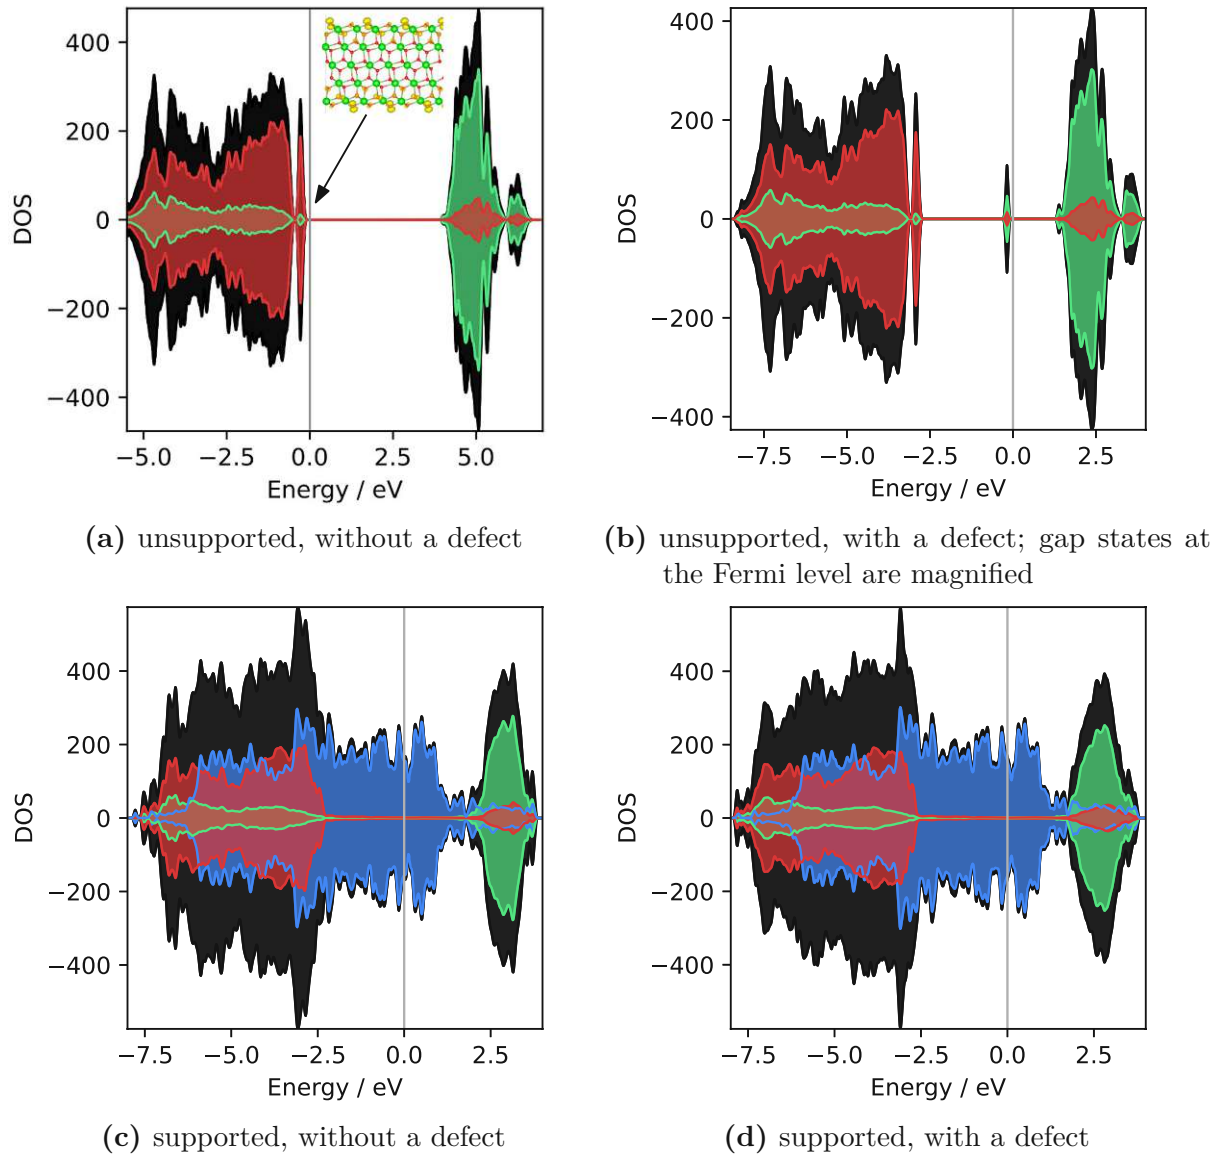 400
200
0
−200
−400
DOS
−5.0 −2.5 0.0 2.5 5.0
Energy / eV
(a) unsupported, without a defect
400
200
0
−200
−400
DOS
−7.5 −5.0 −2.5 0.0 2.5
Energy / eV
(b) unsupported, with a defect; gap states at
the Fermi level are magnified
400
200
0
−200
−400
DOS
−7.5 −5.0 −2.5 0.0 2.5
Energy / eV
(c) supported, without a defect
400
200
0
−200
−400
DOS
−7.5 −5.0 −2.5 0.0 2.5
Energy / eV
(d) supported, with a defect